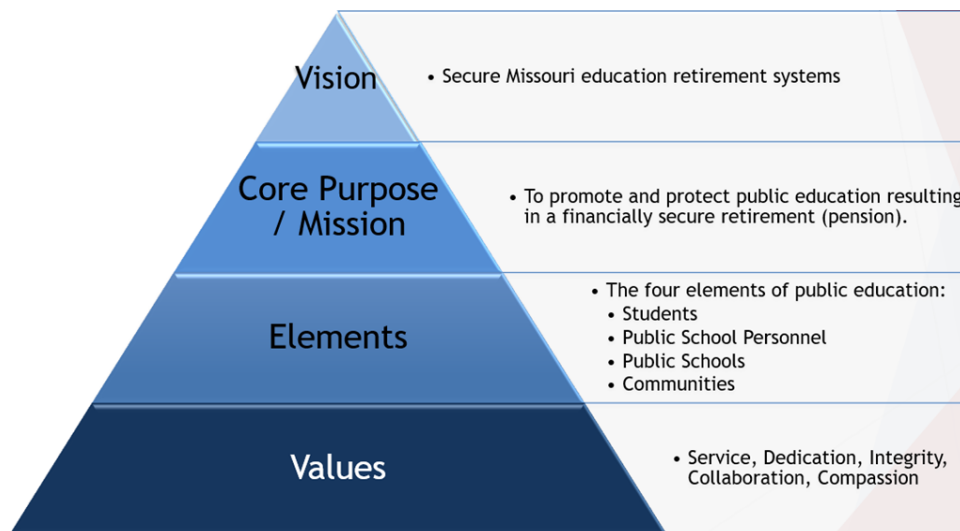 Vision
• Secure Missouri education retirement systems
Core Purpose
/ Mission
• To promote and protect public education resulting
in a financially secure retirement (pension).
Elements
• The four elements of public education:
• Students
• Public School Personnel
• Public Schools
• Communities
Values
• Service, Dedication, Integrity,
Collaboration, Compassion